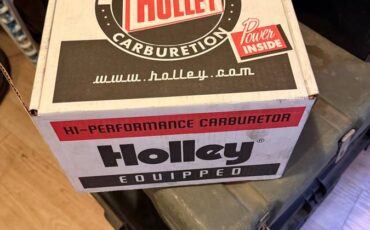 HOLLEY
CARBURETION
Power
INSIDE
www.holley.com
HI-PERFORMANCE CARBURETOR
Holley®
EQUIPPED